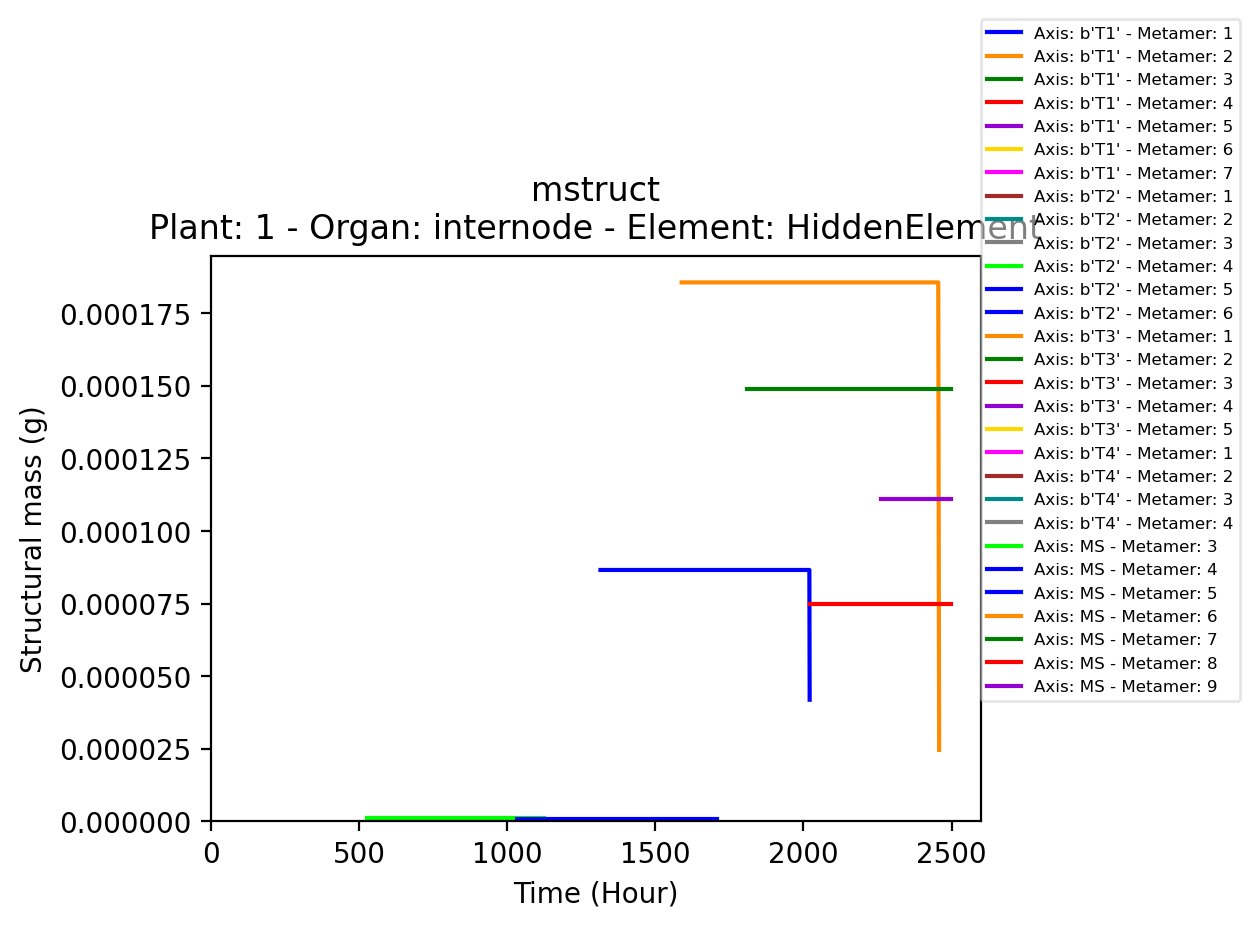 mstruct
Plant: 1 - Organ: internode - Element: HiddenElement
Structural mass (g)
0.000175
0.000150
0.000125
0.000100
0.000075
0.000050
0.000025
0.000000
0 500 1000 1500 2000 2500
Time (Hour)
Axis: b'T1' - Metamer: 1
Axis: b'T1' - Metamer: 2
Axis: b'T1' - Metamer: 3
Axis: b'T1' - Metamer: 4
Axis: b'T1' - Metamer: 5
Axis: b'T1' - Metamer: 6
Axis: b'T1' - Metamer: 7
Axis: b'T2' - Metamer: 1
Axis: b'T2' - Metamer: 2
Axis: b'T2' - Metamer: 3
Axis: b'T2' - Metamer: 4
Axis: b'T2' - Metamer: 5
Axis: b'T2' - Metamer: 6
Axis: b'T3' - Metamer: 1
Axis: b'T3' - Metamer: 2
Axis: b'T3' - Metamer: 3
Axis: b'T3' - Metamer: 4
Axis: b'T3' - Metamer: 5
Axis: b'T4' - Metamer: 1
Axis: b'T4' - Metamer: 2
Axis: b'T4' - Metamer: 3
Axis: b'T4' - Metamer: 4
Axis: MS - Metamer: 3
Axis: MS - Metamer: 4
Axis: MS - Metamer: 5
Axis: MS - Metamer: 6
Axis: MS - Metamer: 7
Axis: MS - Metamer: 8
Axis: MS - Metamer: 9